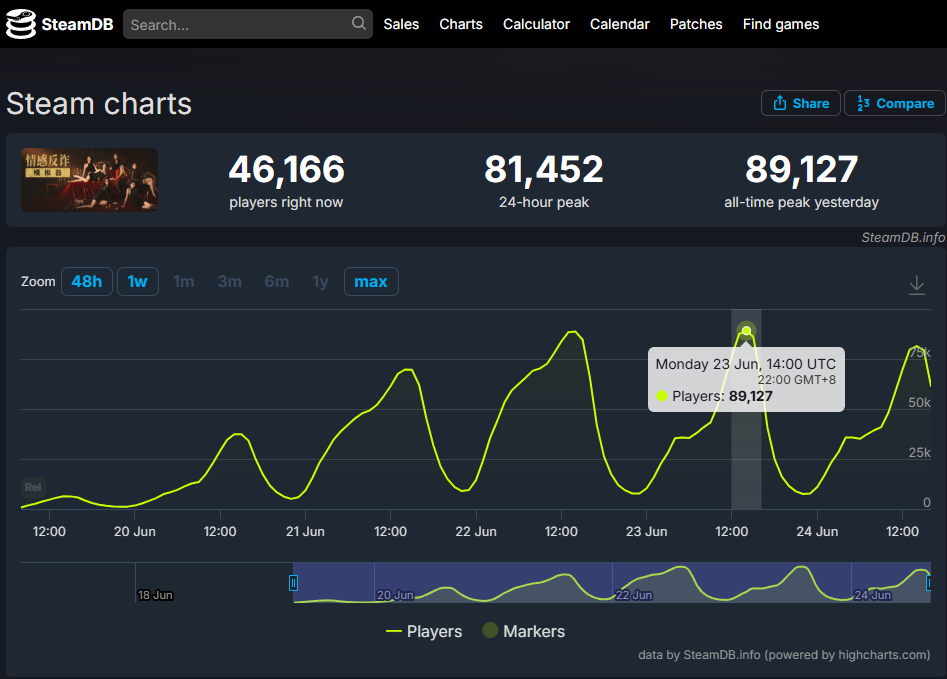 SteamDB Search... Sales Charts Calculator Calendar Patches Find games
Steam charts
Share Compare
情感反诈
模拟器
46,166 81,452 89,127
players right now 24-hour peak all-time peak yesterday
SteamDB.info
Zoom 48h 1w 1m 3m 6m 1y max
75k
Monday 23 Jun, 14:00 UTC
22:00 GMT+8
Players: 89,127
50k
25k
Rel
0
12:00 20 Jun 12:00 21 Jun 12:00 22 Jun 12:00 23 Jun 12:00 24 Jun 12:00
18 Jun 20 Jun 22 Jun 24 Jun
Players Markers
data by SteamDB.info (powered by highcharts.com)